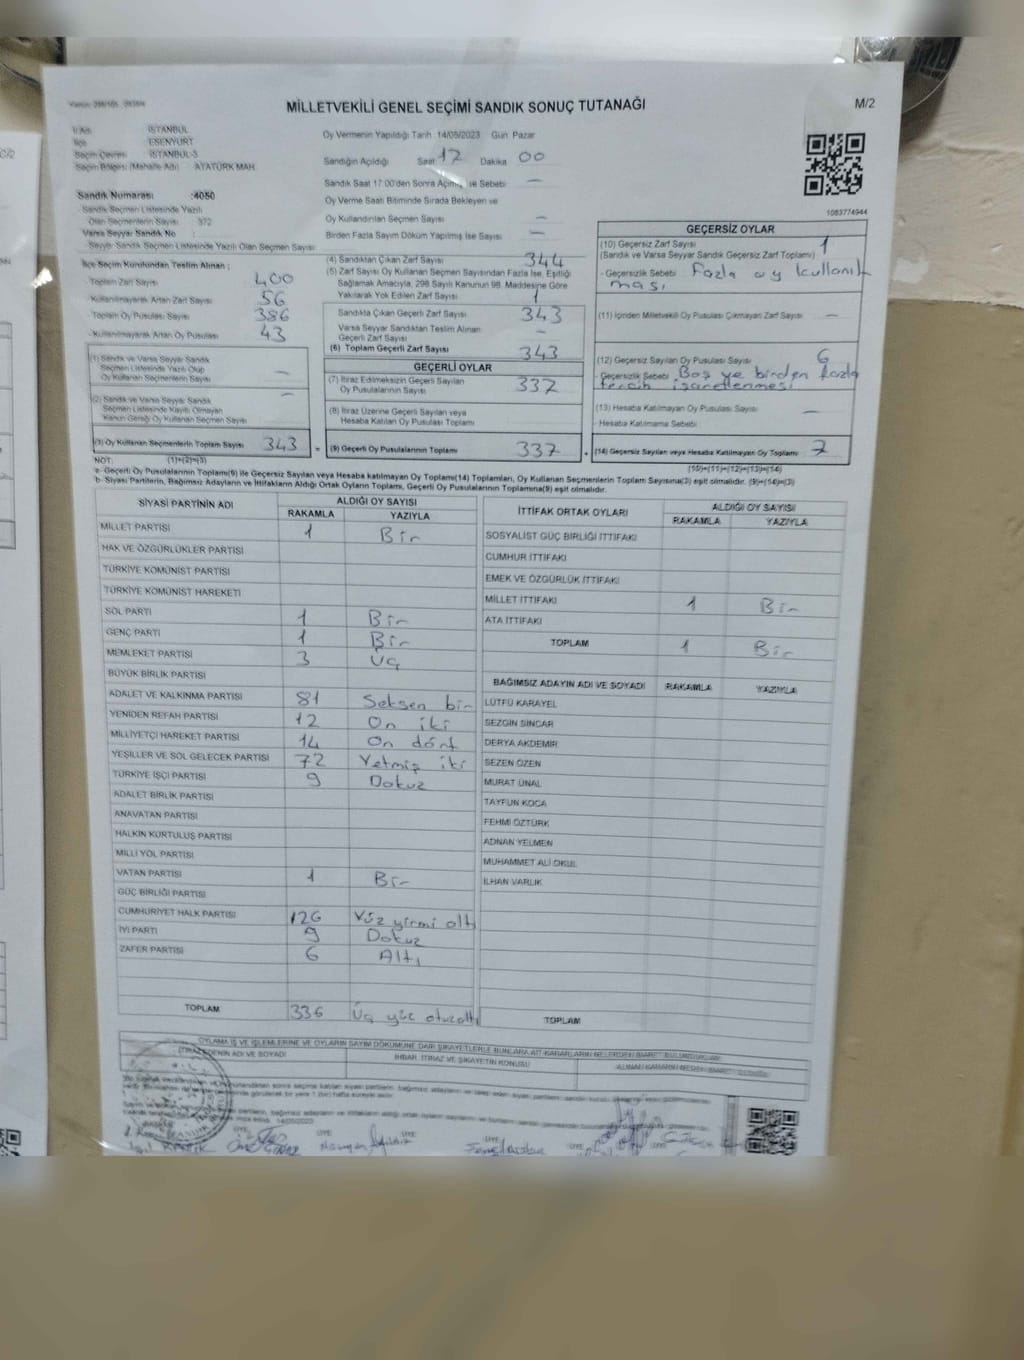 MİLLETVEKİLİ GENEL SEÇİMİ SANDIK SONUÇ TUTANAĞI
M/2
İli Adı : İSTANBUL
İlçe : ESENYURT
Seçim Çevresi : İSTANBUL-3
Seçim Bölgesi (Mahalle Adı) : AYATÜRK MAH.
Sandık Numarası :4050
Sandık Seçmen Listesinde Yazılı
Olan Seçmenlerin Sayısı : 372
Varsa Seyyar Sandık No
Seyyar Sandık Seçmen Listesinde Yazılı Olan Seçmen Sayısı:
Oy Vermenin Yapıldığı Tarih :14/05/2023 Gün: Pazar
Sandığın Açıldığı Saat 17 Dakika 00
Sandık Saat 17.00'den Sonra Açılmış ise Sebebi: —
Oy Verme Saati Bitiminde Sırada Bekleyen ve
Oy Kullandırılan Seçmen Sayısı —
Birden Fazla Sayım Döküm Yapılmış İse Sayısı —
1083774944
İlçe Seçim Kurulundan Teslim Alınan ;
Toplam Zarf Sayısı 400
Kullanılmayarak Artan Zarf Sayısı 56
Toplam Oy Pusulası Sayısı 386
Kullanılmayarak Artan Oy Pusulası 43
(1) Sandık ve Varsa Seyyar Sandık
Seçmen Listesinde Yazılı Olup
Oy Kullanan Seçmenlerin Sayısı —
(2) Sandık ve Varsa Seyyar Sandık —
Seçmen Listesinde Kayıtlı Olmayan
Kanun Gereği Oy Kullanan Seçmen Sayısı
(3) Oy Kullanan Seçmenlerin Toplam Sayısı 343
(4) Sandıktan Çıkan Zarf Sayısı 344
(5) Zarf Sayısı Oy Kullanan Seçmen Sayısından Fazla İse, Eşitliği
Sağlamak Amacıyla, 298 Sayılı Kanunun 98. Maddesine Göre
Yakılarak Yok Edilen Zarf Sayısı 1
Sandıkta Çıkan Geçerli Zarf Sayısı 343
Varsa Seyyar Sandıktan Teslim Alınan
Geçerli Zarf Sayısı —
(6) Toplam Geçerli Zarf Sayısı 343
GEÇERLİ OYLAR
(7) İtiraz Edilmeksizin Geçerli Sayılan
Oy Pusulalarının Sayısı 337
(8) İtiraz Üzerine Geçerli Sayılan veya
Hesaba Katılan Oy Pusulası Toplamı
= (9) Geçerli Oy Pusulalarının Toplamı 337
GEÇERSİZ OYLAR
(10) Geçersiz Zarf Sayısı 1
(Sandık ve Varsa Seyyar Sandık Geçersiz Zarf Toplamı)
- Geçersizlik Sebebi Fazla oy kullanıl
ması
(11) İçinden Milletvekili Oy Pusulası Çıkmayan Zarf Sayısı —
(12) Geçersiz Sayılan Oy Pusulası Sayısı 6
- Geçersizlik Sebebi Boş ve birden fazla
tercih işaretlenmesi
(13) Hesaba Katılmayan Oy Pusulası Sayısı —
- Hesaba Katılmama Sebebi
+ (14) Geçersiz Sayılan veya Hesaba Katılmayan Oy Toplamı 7
NOT: (1)+(2)=(3)
(10)+(11)+(12)+(13)=(14)
a- Geçerli Oy Pusulalarının Toplamı(9) ile Geçersiz Sayılan veya Hesaba katılmayan Oy Toplamı(14) Toplamları, Oy Kullanan Seçmenlerin Toplam Sayısına(3) eşit olmalıdır. (9)+(14)=(3)
b- Siyasi Partilerin, Bağımsız Adayların ve İttifakların Aldığı Ortak Oyların Toplamı, Geçerli Oy Pusulalarının Toplamına(9) eşit olmalıdır.
SİYASİ PARTİNİN ADI ALDIĞI OY SAYISI
RAKAMLA YAZIYLA
MİLLET PARTİSİ 1 Bir
HAK VE ÖZGÜRLÜKLER PARTİSİ
TÜRKİYE KOMÜNİST PARTİSİ
TÜRKİYE KOMÜNİST HAREKETİ
SOL PARTİ 1 Bir
GENÇ PARTİ 1 Bir
MEMLEKET PARTİSİ 3 Üç
BÜYÜK BİRLİK PARTİSİ
ADALET VE KALKINMA PARTİSİ 81 Seksen bir
YENİDEN REFAH PARTİSİ 12 On iki
MİLLİYETÇİ HAREKET PARTİSİ 14 On dört
YEŞİLLER VE SOL GELECEK PARTİSİ 72 Yetmiş iki
TÜRKİYE İŞÇİ PARTİSİ 9 Dokuz
ADALET BİRLİK PARTİSİ
ANAVATAN PARTİSİ
HALKIN KURTULUŞ PARTİSİ
MİLLİ YOL PARTİSİ
VATAN PARTİSİ 1 Bir
GÜÇ BİRLİĞİ PARTİSİ
CUMHURİYET HALK PARTİSİ 126 Yüz yirmi altı
İYİ PARTİ 9 Dokuz
ZAFER PARTİSİ 6 Altı
TOPLAM 336 Üç yüz otuzaltı
İTTİFAK ORTAK OYLARI ALDIĞI OY SAYISI
RAKAMLA YAZIYLA
SOSYALİST GÜÇ BİRLİĞİ İTTİFAKI
CUMHUR İTTİFAKI
EMEK VE ÖZGÜRLÜK İTTİFAKI
MİLLET İTTİFAKI 1 Bir
ATA İTTİFAKI
TOPLAM 1 Bir
BAĞIMSIZ ADAYIN ADI VE SOYADI RAKAMLA YAZIYLA
LÜTFÜ KARAYEL
SEZGİN SİNCAR
DERYA AKDEMİR
SEZEN ÖZEN
MURAT ÜNAL
TAYFUN KOCA
FEHMİ ÖZTÜRK
ADNAN YELMEN
MUHAMMET ALİ OKUL
İLHAN VARLIK
TOPLAM
OYLAMA İŞ VE İŞLEMLERİNE VE OYLARIN SAYIM DÖKÜMÜNE DAİR ŞİKAYETLERLE BUNLARA AİT KARARLARIN NELERDEN İBARET BULUNDUKLARI
İTİRAZ EDENİN ADI VE SOYADI
İHBAR, İTİRAZ VE ŞİKAYETİN KONUSU
ÜYE ÜYE ÜYE ÜYE ÜYE